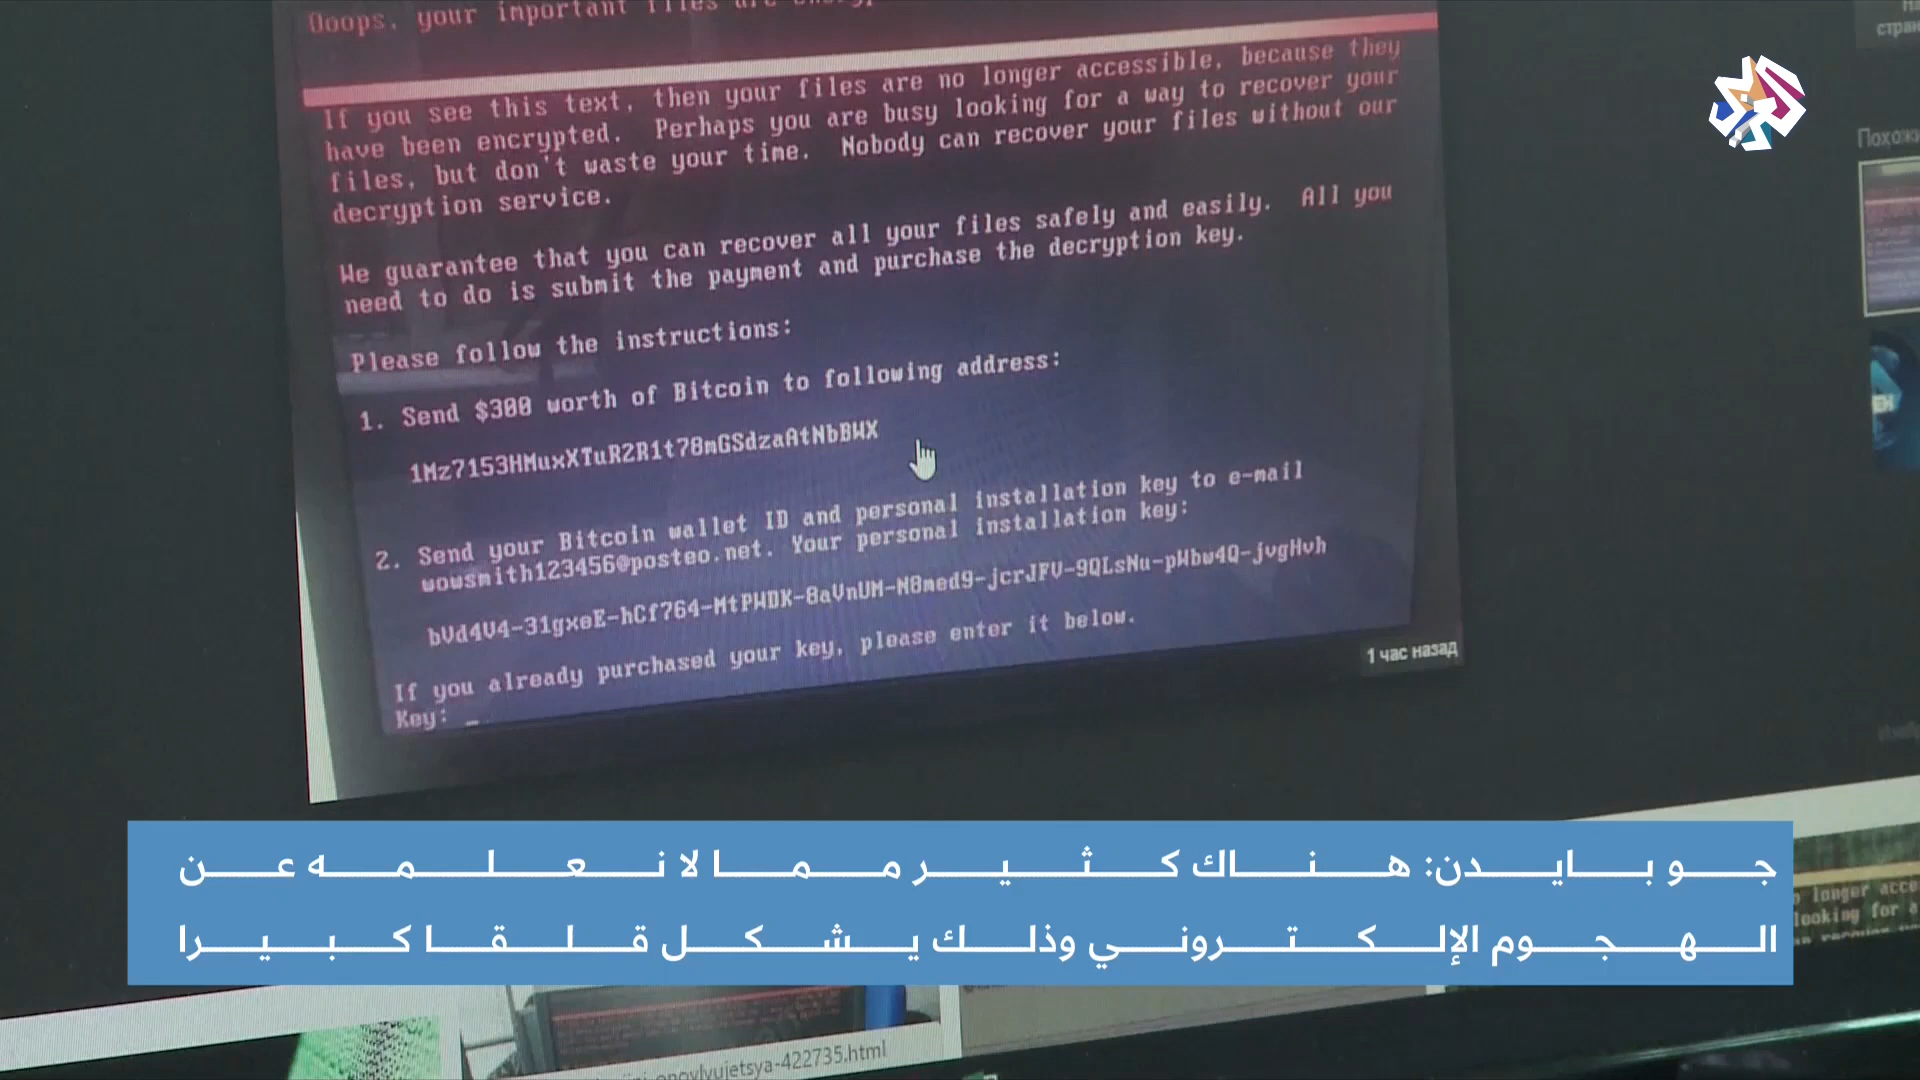 Ooops, your important files are
If you see this text, then your files are no longer accessible, because they
have been encrypted. Perhaps you are busy looking for a way to recover your
files, but don't waste your time. Nobody can recover your files without our
decryption service.
We guarantee that you can recover all your files safely and easily. All you
need to do is submit the payment and purchase the decryption key.
Please follow the instructions:
1. Send $300 worth of Bitcoin to following address:
1Mz7153HMuxXTuR2R1t78mGSdzaAtNbBWX
2. Send your Bitcoin wallet ID and personal installation key to e-mail
wowsmith123456@posteo.net. Your personal installation key:
bVd4V4-31gxeE-hCf764-MtPWDK-8aVnUM-N8med9-jcrJFV-9QLsNu-pWbw4Q-jvgHvh
If you already purchased your key, please enter it below.
Key: _
1 час назад
جو بايدن: هناك كثير مما لا نعلمه عن
الهجوم الإلكتروني وذلك يشكل قلقا كبيرا
longer acce
looking for a
onovlyujetsya-422735.html